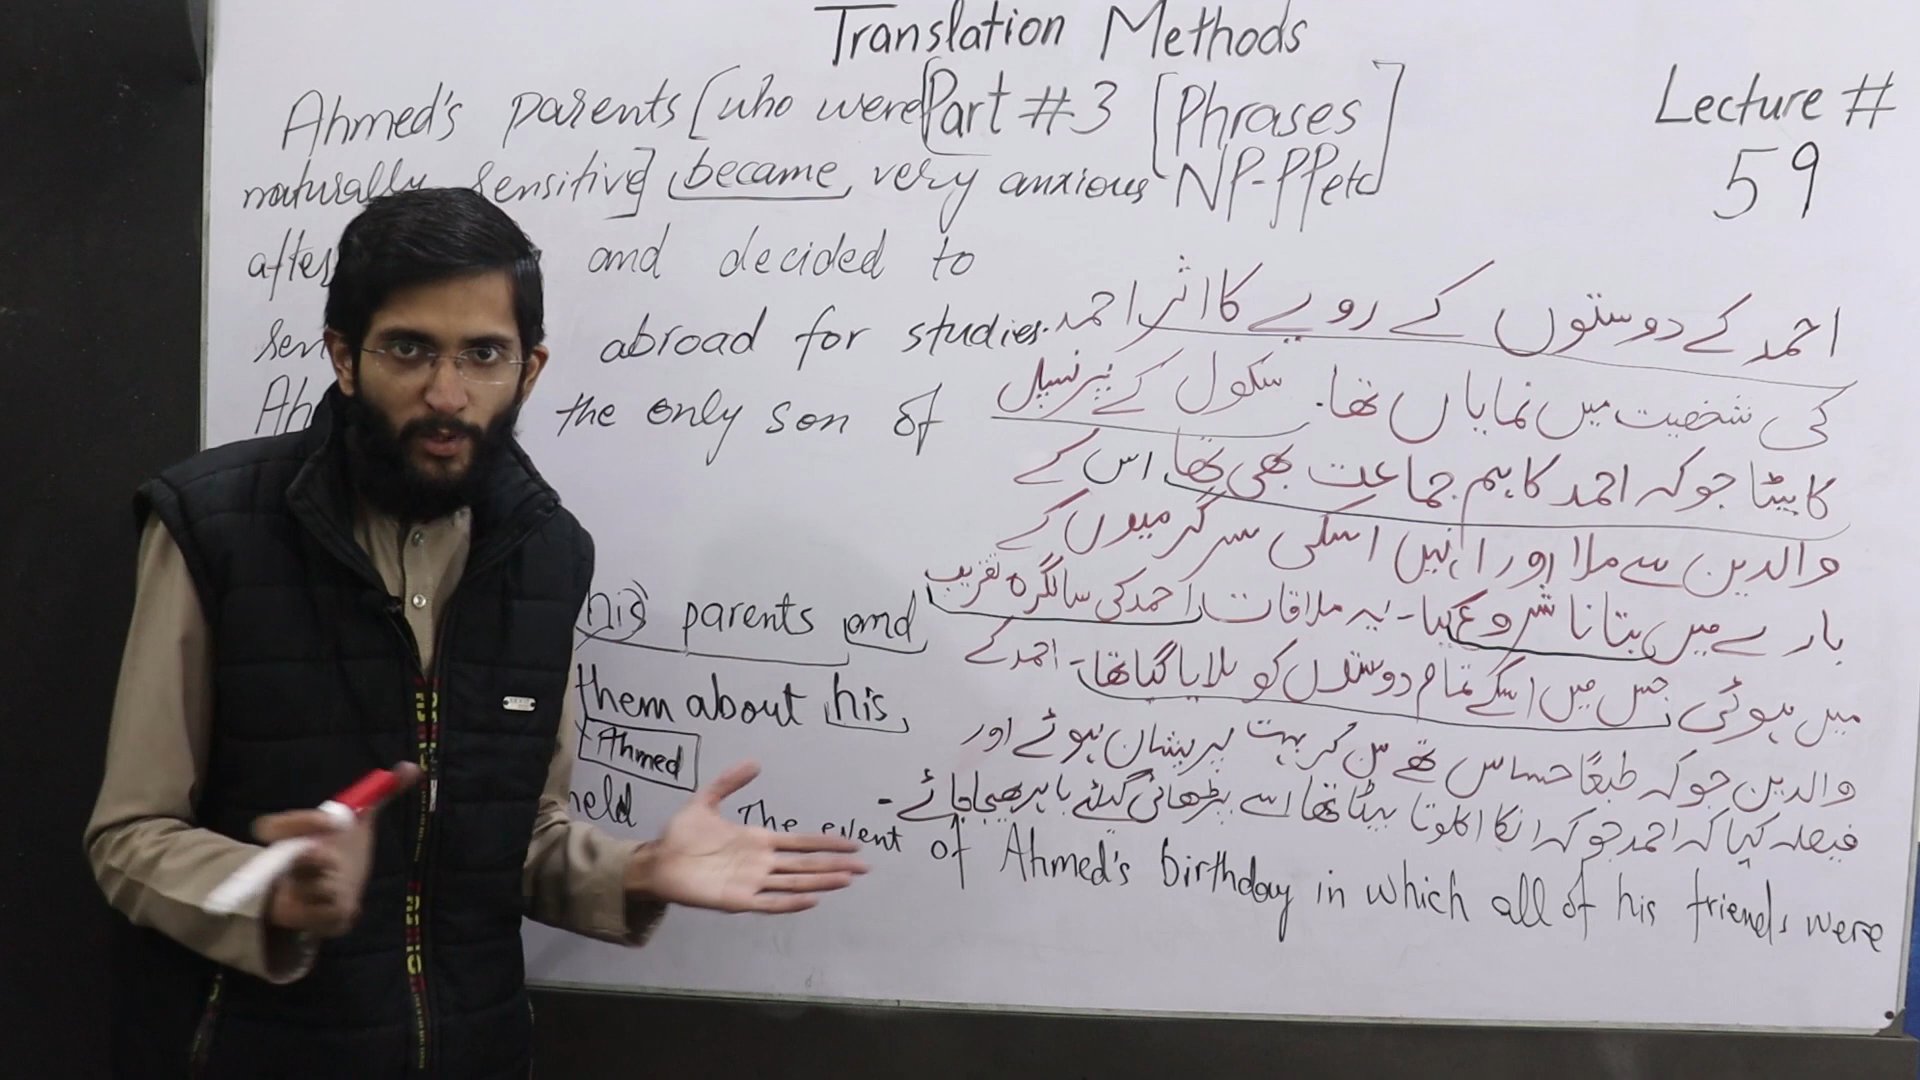 Translation Methods
Part #3 [Phrases
NP-PP etc]
Lecture #
59
Ahmed's parents [who were
naturally sensitive] became very anxious
after and decided to
abroad for studies.
the only son of
his parents and
them about his
Ahmed
held The event of Ahmed's birthday in which all of his friends were
احمد کے دوستوں کے رویے کا اثر احمد
کی شخصیت میں نمایاں تھا۔ سکول کے پرنسپل
کا بیٹا جو کہ احمد کا ہم جماعت بھی تھا اس کے
والدین سے ملا اور انہیں اسکی سرگرمیوں کے
بارے میں بتانا شروع کیا۔ یہ ملاقات احمد کی سالگرہ تقریب
میں ہوئی جس میں اسکے تمام دوستوں کو بلایا گیا تھا۔ احمد کے
والدین جو کہ طبعاً حساس تھے سن کر بہت پریشان ہوئے اور
فیصلہ کیا کہ احمد جو کہ انکا اکلوتا بیٹا تھا اسے پڑھائی کیلئے باہر بھیجا جائے۔